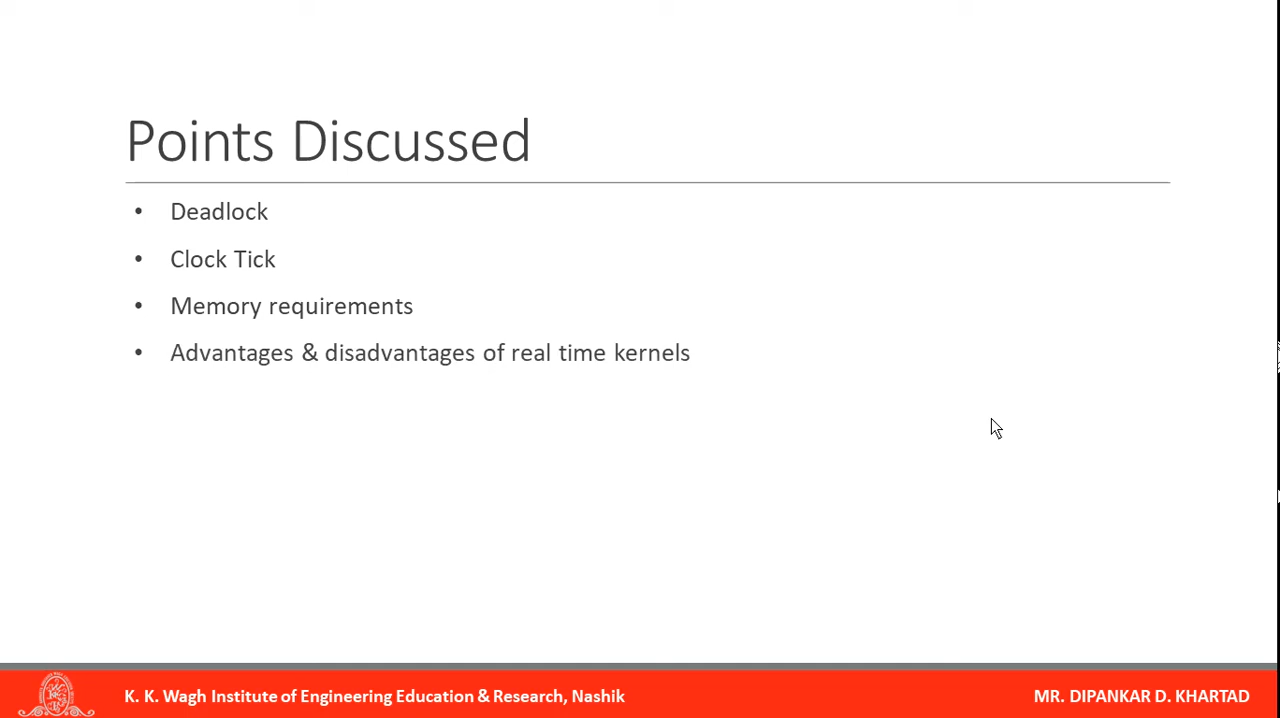 Points Discussed
• Deadlock
• Clock Tick
• Memory requirements
• Advantages & disadvantages of real time kernels
K. K. Wagh Institute of Engineering Education & Research, Nashik
MR. DIPANKAR D. KHARTAD